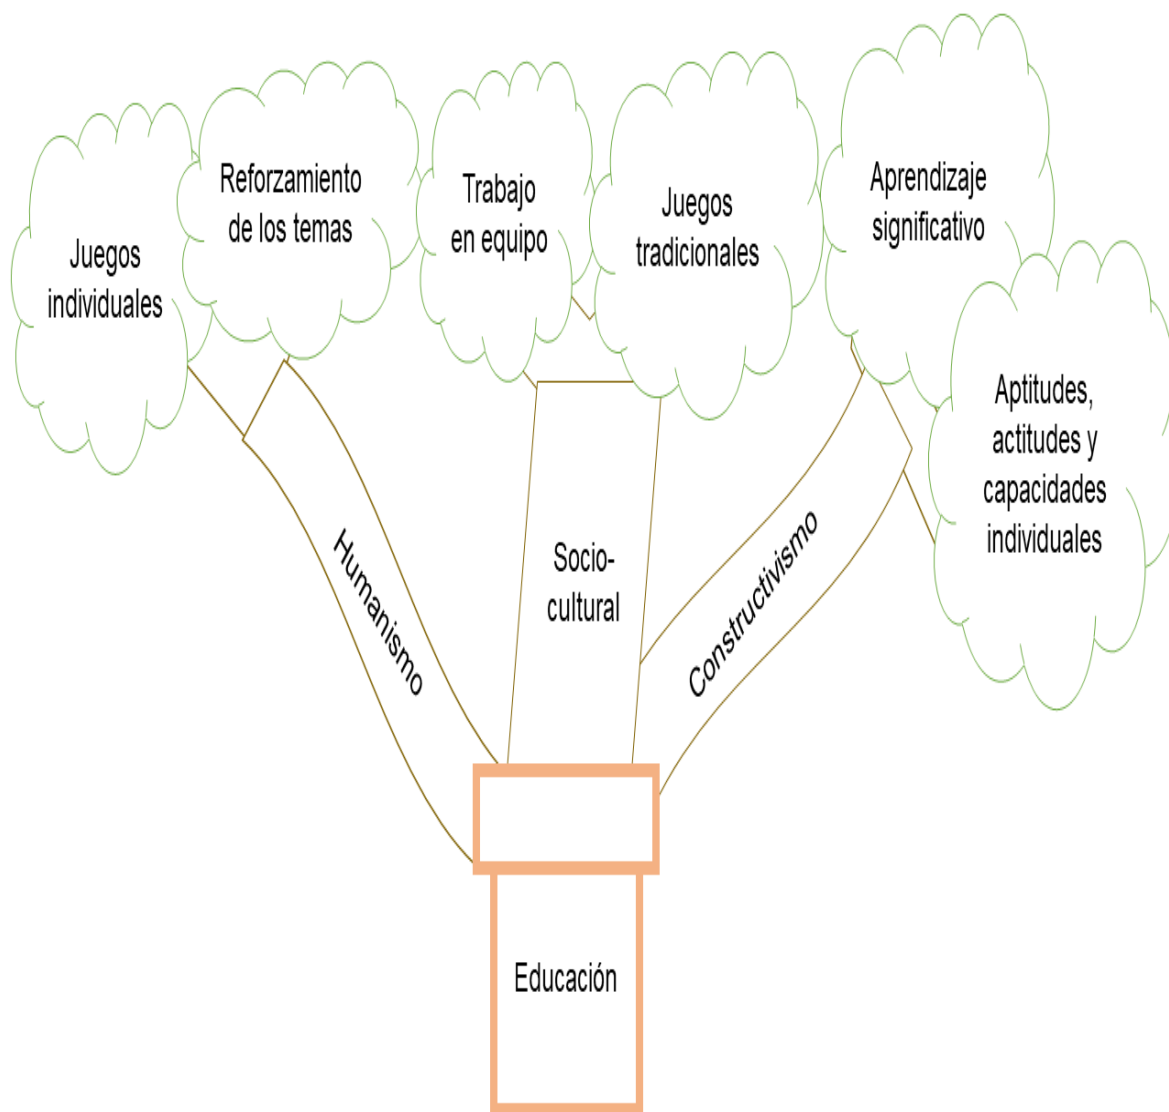 Juegos
individuales
Reforzamiento
de los temas
Trabajo
en equipo
Juegos
tradicionales
Aprendizaje
significativo
Aptitudes,
actitudes y
capacidades
individuales
Humanismo
Socio-
cultural
Constructivismo
Educación